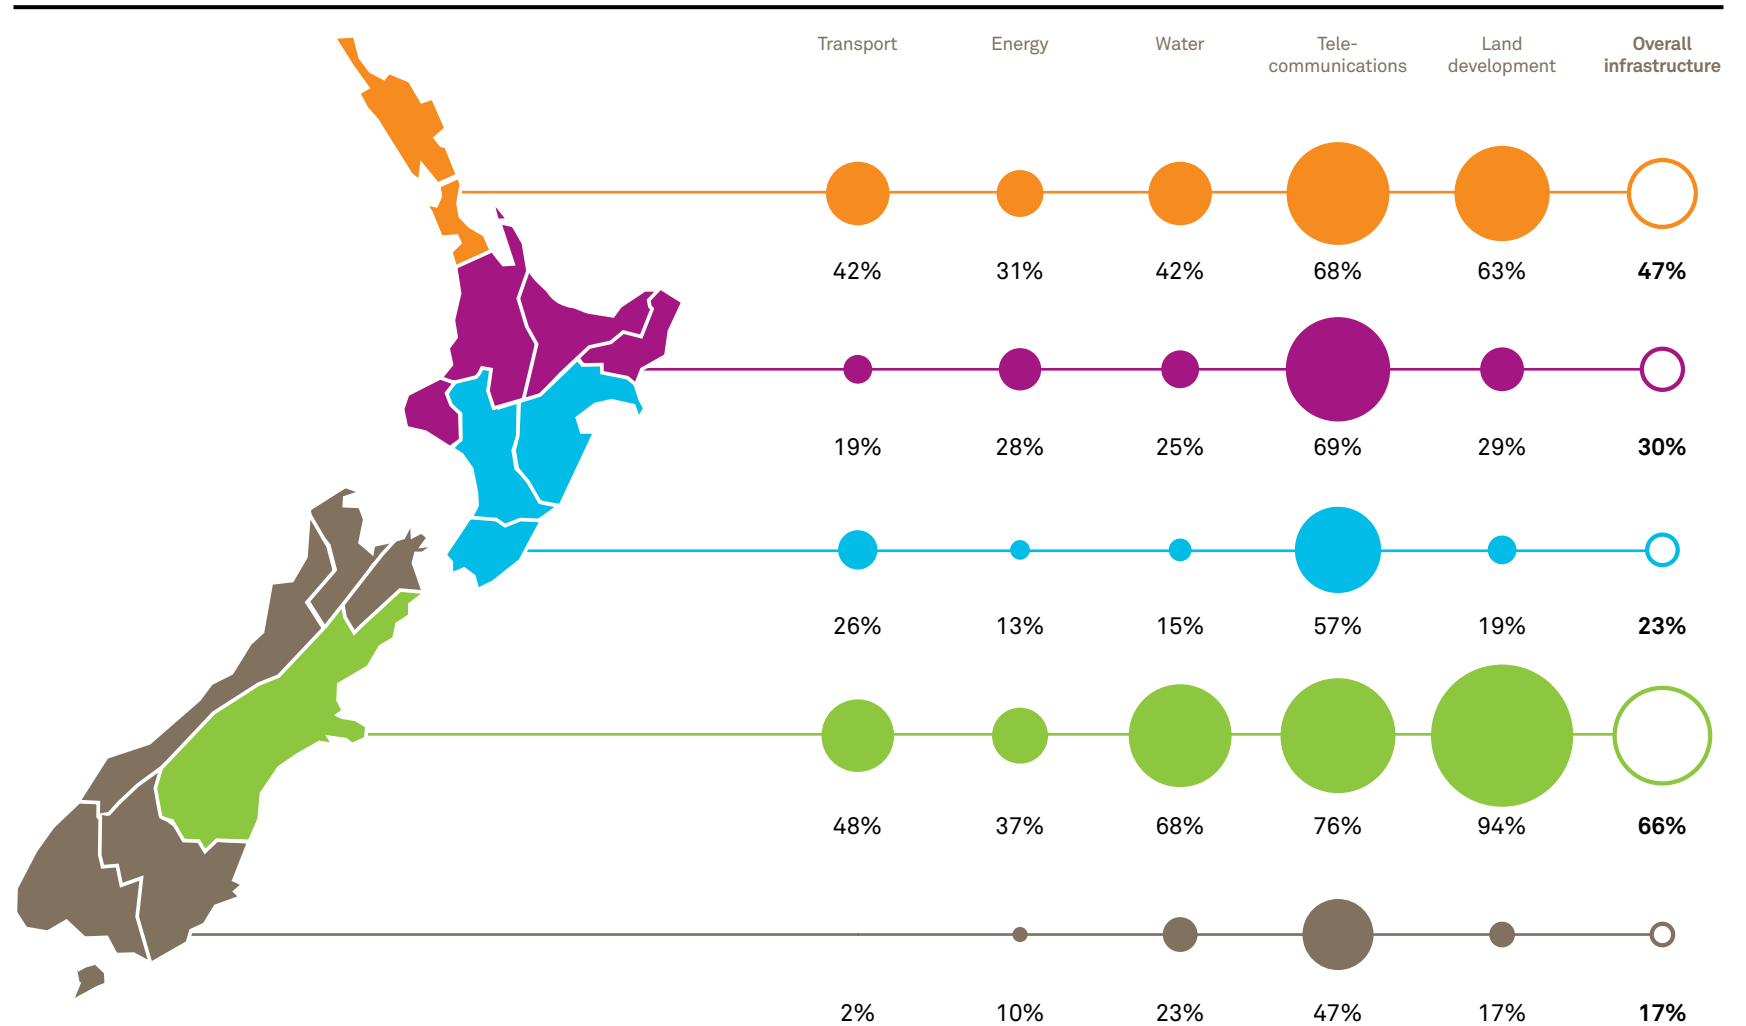 Transport Energy Water Tele- Land Overall
communications development infrastructure
42% 31% 42% 68% 63% 47%
19% 28% 25% 69% 29% 30%
26% 13% 15% 57% 19% 23%
48% 37% 68% 76% 94% 66%
2% 10% 23% 47% 17% 17%